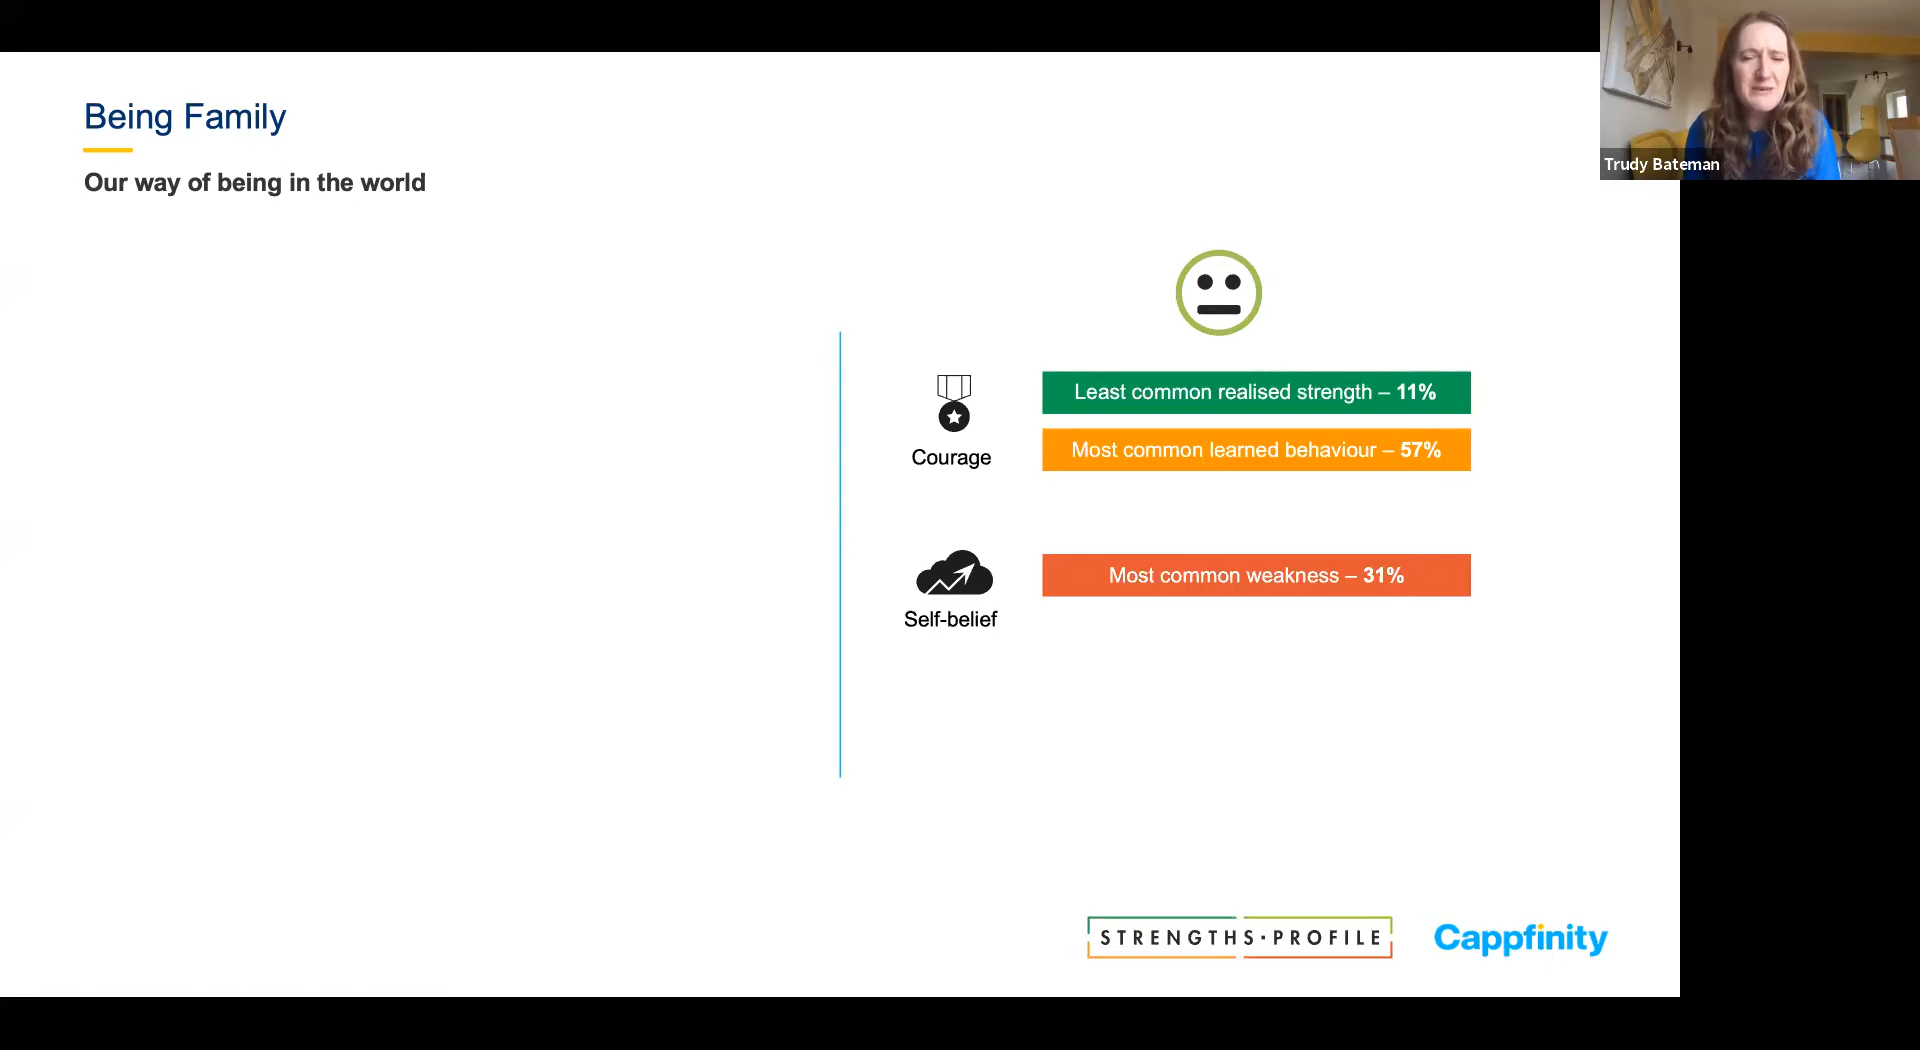 Being Family
Our way of being in the world
Trudy Bateman
Courage
Least common realised strength – 11%
Most common learned behaviour – 57%
Self-belief
Most common weakness – 31%
STRENGTHS·PROFILE
Cappfinity